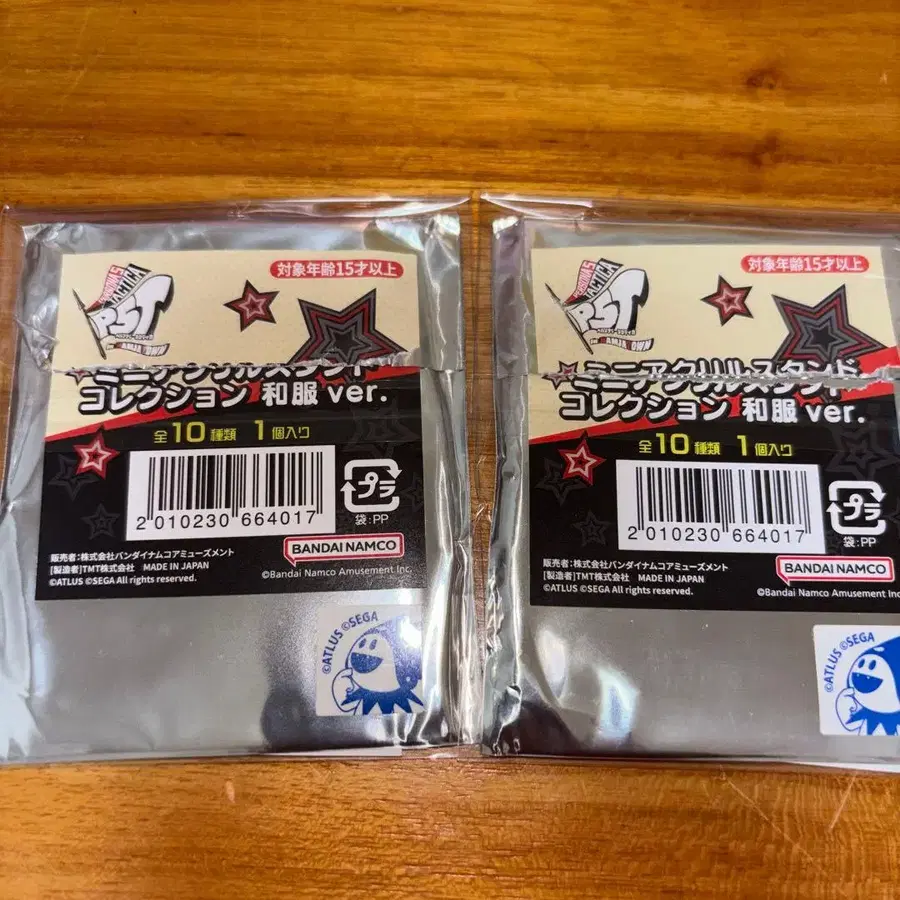 PERSONA5
TACTICA
P5T
in NAMJATOWN
対象年齢15才以上
ミニアクリルスタンド
コレクション 和服 ver.
全10種類 1個入り
2 010230 664017
プラ
袋:PP
BANDAI NAMCO
販売者:株式会社バンダイナムコアミューズメント
[製造者]TMT株式会社 MADE IN JAPAN
©ATLUS ©SEGA All rights reserved.
©Bandai Namco Amusement Inc.
©ATLUS ©SEGA
PERSONA5
TACTICA
P5T
in NAMJATOWN
対象年齢15才以上
ミニアクリルスタンド
コレクション 和服 ver.
全10種類 1個入り
2 010230 664017
プラ
袋:PP
BANDAI NAMCO
販売者:株式会社バンダイナムコアミューズメント
[製造者]TMT株式会社 MADE IN JAPAN
©ATLUS ©SEGA All rights reserved.
©Bandai Namco Amusement Inc.
©ATLUS ©SEGA